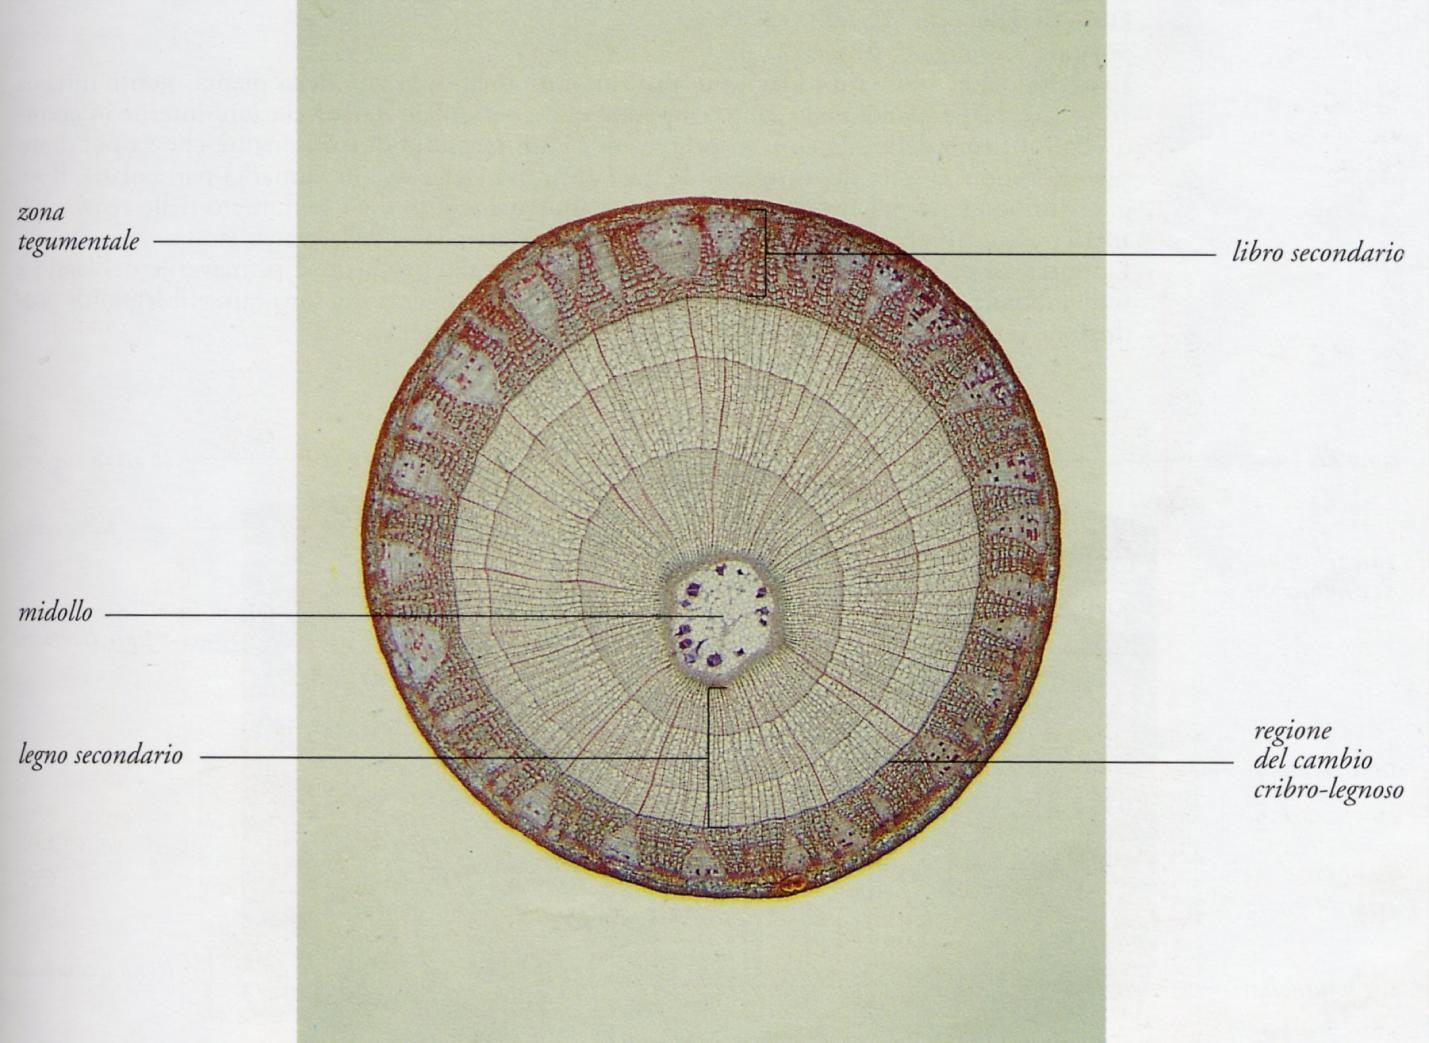 zona
tegumentale
libro secondario
midollo
legno secondario
regione
del cambio
cribro-legnoso